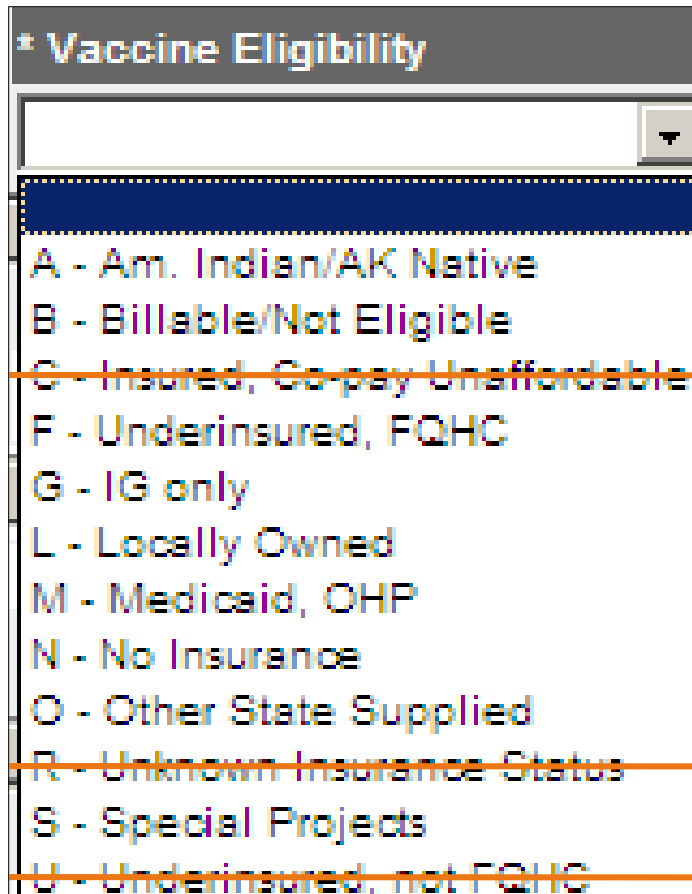 * Vaccine Eligibility
A - Am. Indian/AK Native
B - Billable/Not Eligible
C - Insured, Co-pay Unaffordable
F - Underinsured, FQHC
G - IG only
L - Locally Owned
M - Medicaid, OHP
N - No Insurance
O - Other State Supplied
R - Unknown Insurance Status
S - Special Projects
U - Underinsured, not FQHC